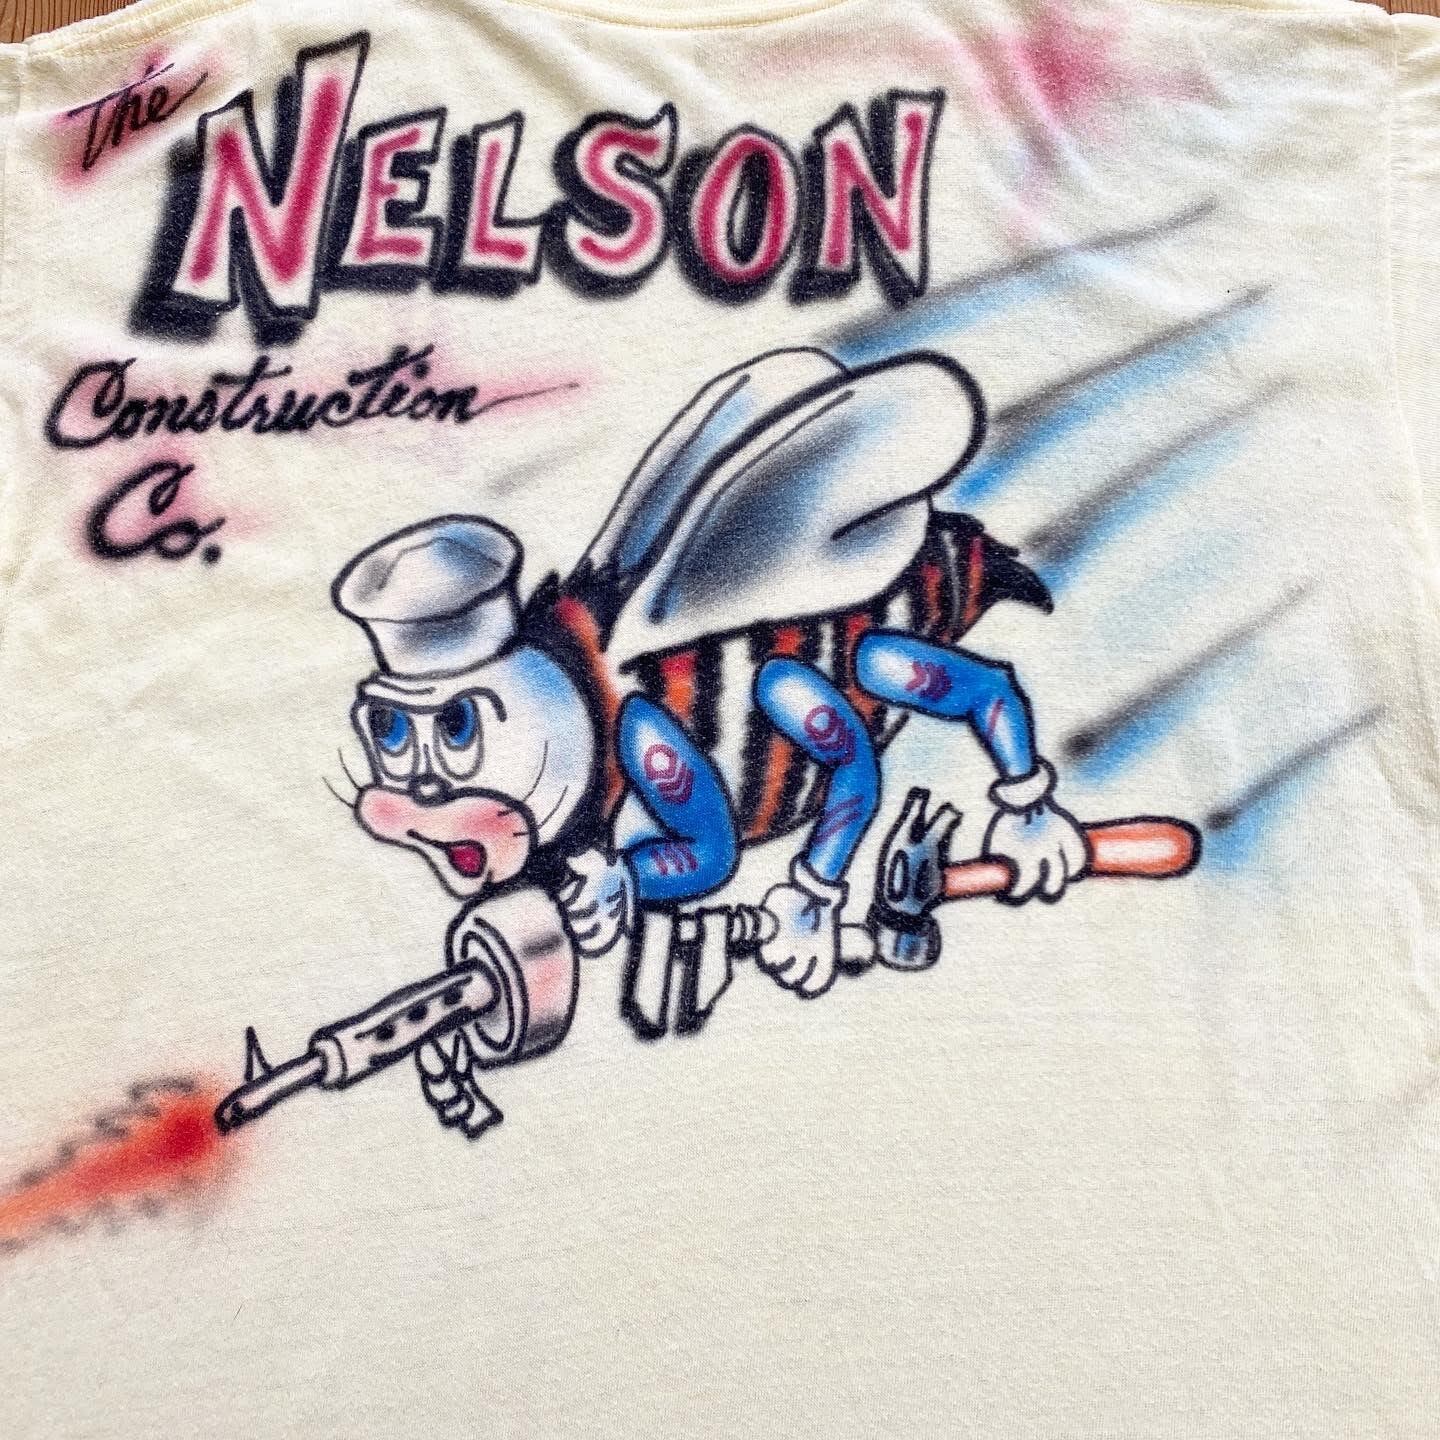 The
NELSON
Construction
Co.